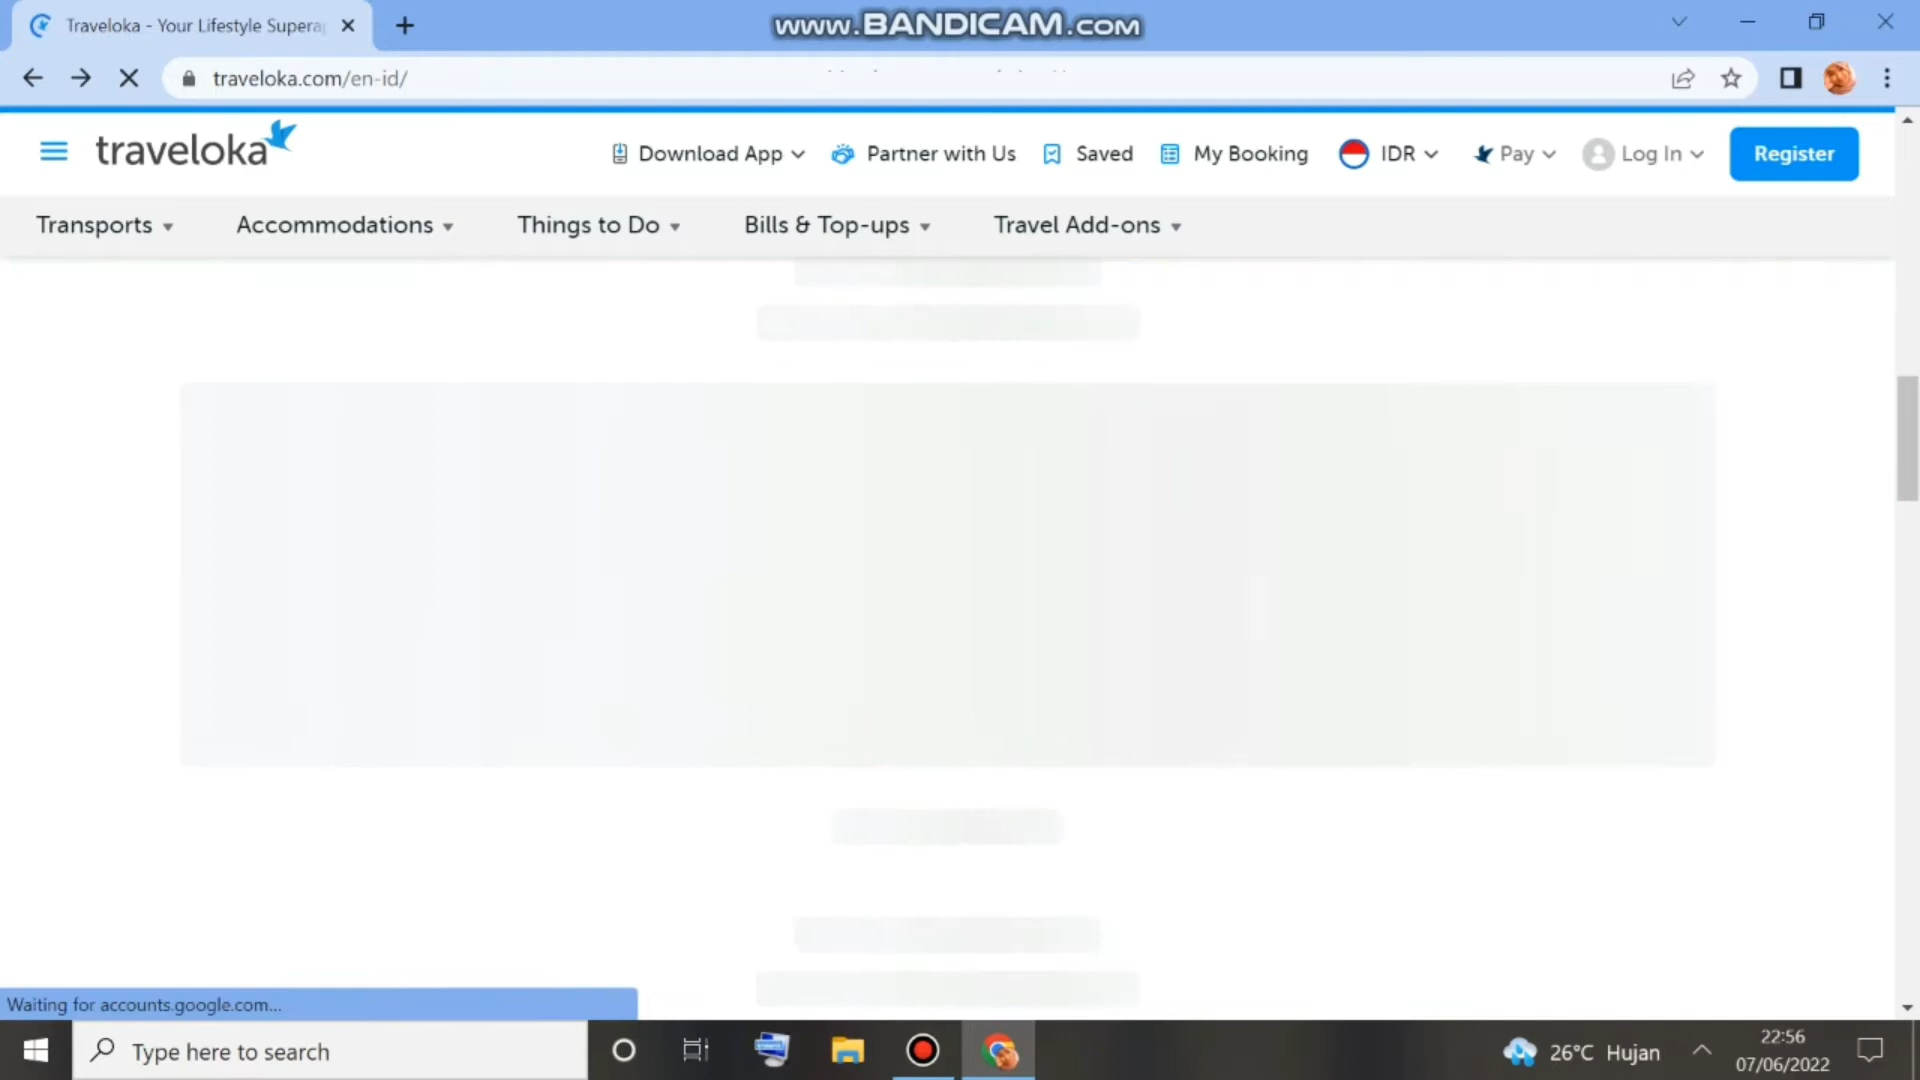 Traveloka - Your Lifestyle Supera
www.BANDICAM.com
traveloka.com/en-id/
traveloka
Download App
Partner with Us
Saved
My Booking
IDR
Pay
Log In
Register
Transports
Accommodations
Things to Do
Bills & Top-ups
Travel Add-ons
Waiting for accounts.google.com...
Type here to search
26°C Hujan
22:56
07/06/2022